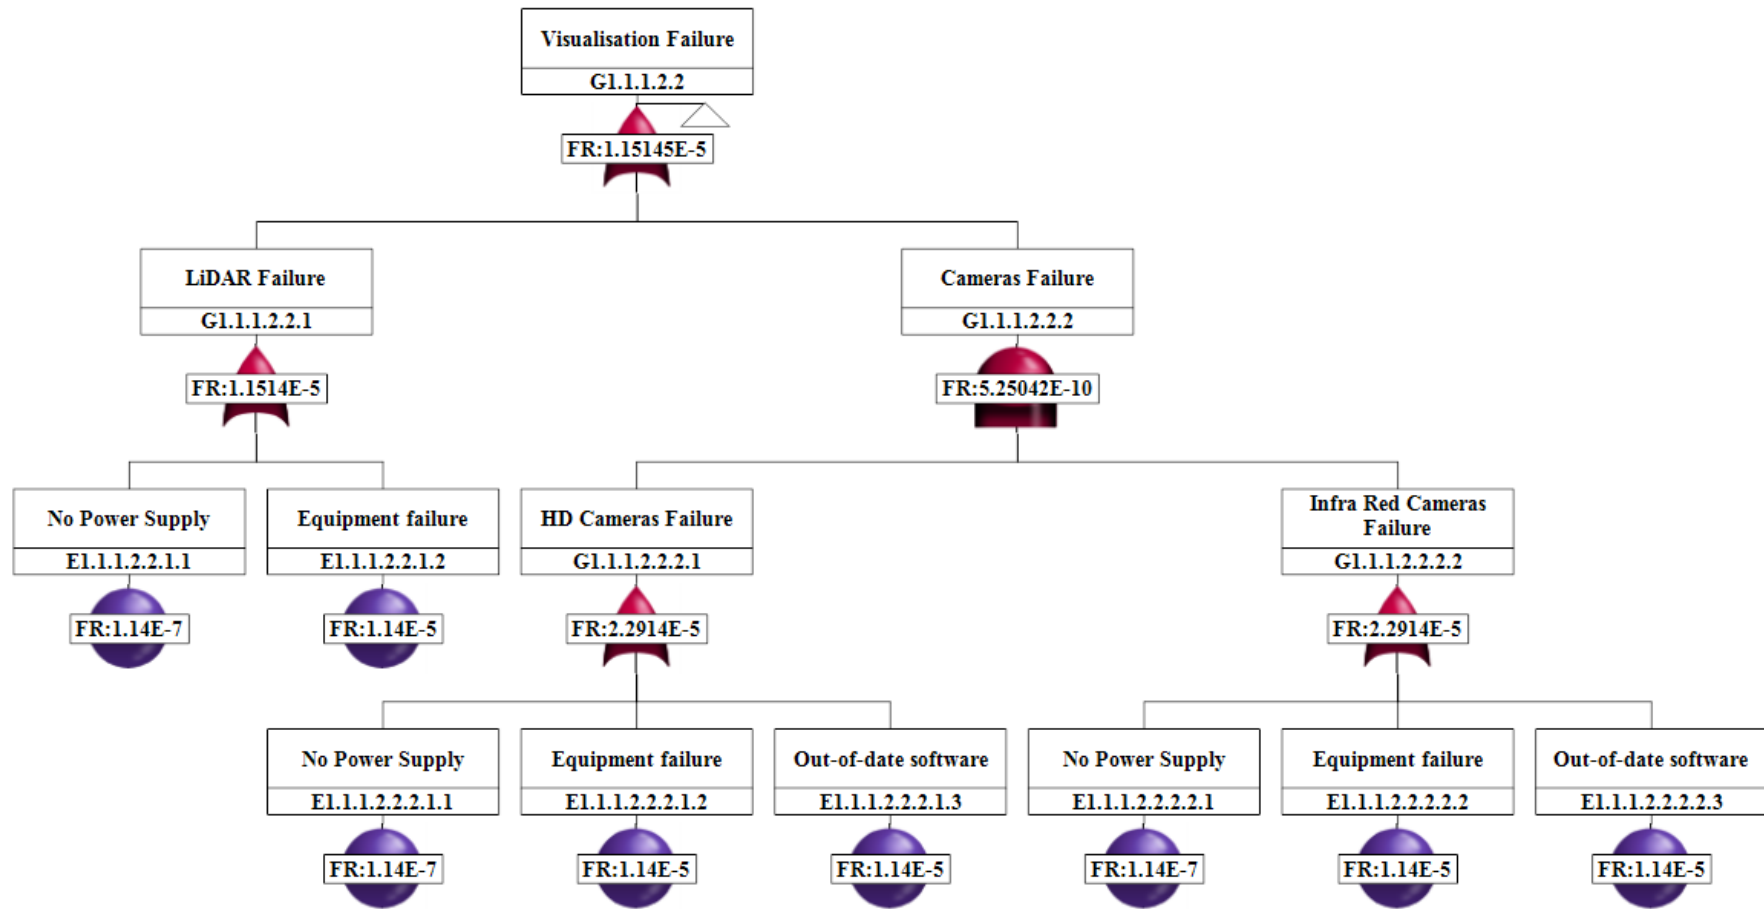 Visualisation Failure
G1.1.1.2.2
FR:1.15145E-5
LiDAR Failure
G1.1.1.2.2.1
FR:1.1514E-5
Cameras Failure
G1.1.1.2.2.2
FR:5.25042E-10
No Power Supply
E1.1.1.2.2.1.1
FR:1.14E-7
Equipment failure
E1.1.1.2.2.1.2
FR:1.14E-5
HD Cameras Failure
G1.1.1.2.2.2.1
FR:2.2914E-5
Infra Red Cameras
Failure
G1.1.1.2.2.2.2
FR:2.2914E-5
No Power Supply
E1.1.1.2.2.2.1.1
FR:1.14E-7
Equipment failure
E1.1.1.2.2.2.1.2
FR:1.14E-5
Out-of-date software
E1.1.1.2.2.2.1.3
FR:1.14E-5
No Power Supply
E1.1.1.2.2.2.2.1
FR:1.14E-7
Equipment failure
E1.1.1.2.2.2.2.2
FR:1.14E-5
Out-of-date software
E1.1.1.2.2.2.2.3
FR:1.14E-5